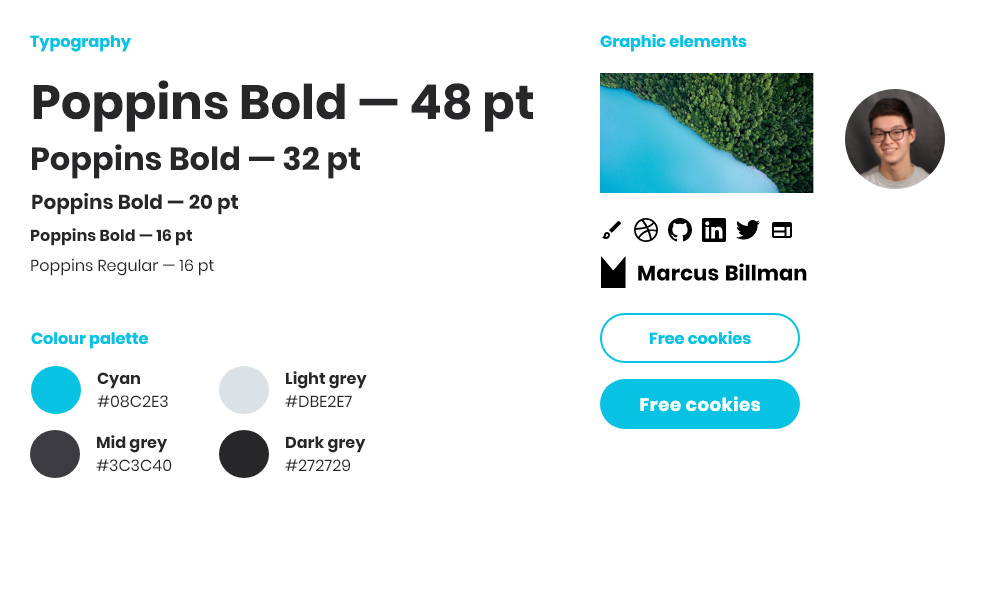 Typography
Poppins Bold — 48 pt
Poppins Bold — 32 pt
Poppins Bold — 20 pt
Poppins Bold — 16 pt
Poppins Regular — 16 pt
Colour palette
Cyan
#08C2E3
Light grey
#DBE2E7
Mid grey
#3C3C40
Dark grey
#272729
Graphic elements
in
Marcus Billman
Free cookies
Free cookies